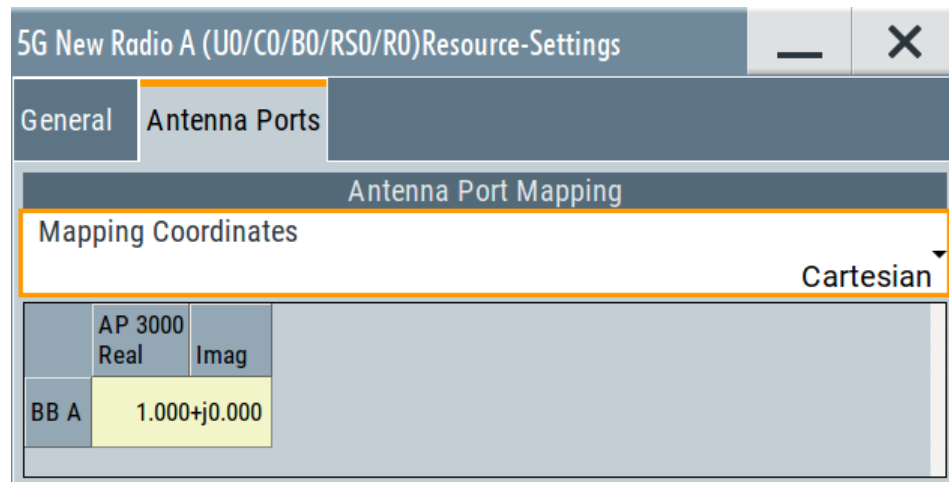 5G New Radio A (U0/C0/B0/RS0/R0)Resource-Settings
General Antenna Ports
Antenna Port Mapping
Mapping Coordinates
Cartesian
AP 3000
Real Imag
BB A 1.000+j0.000